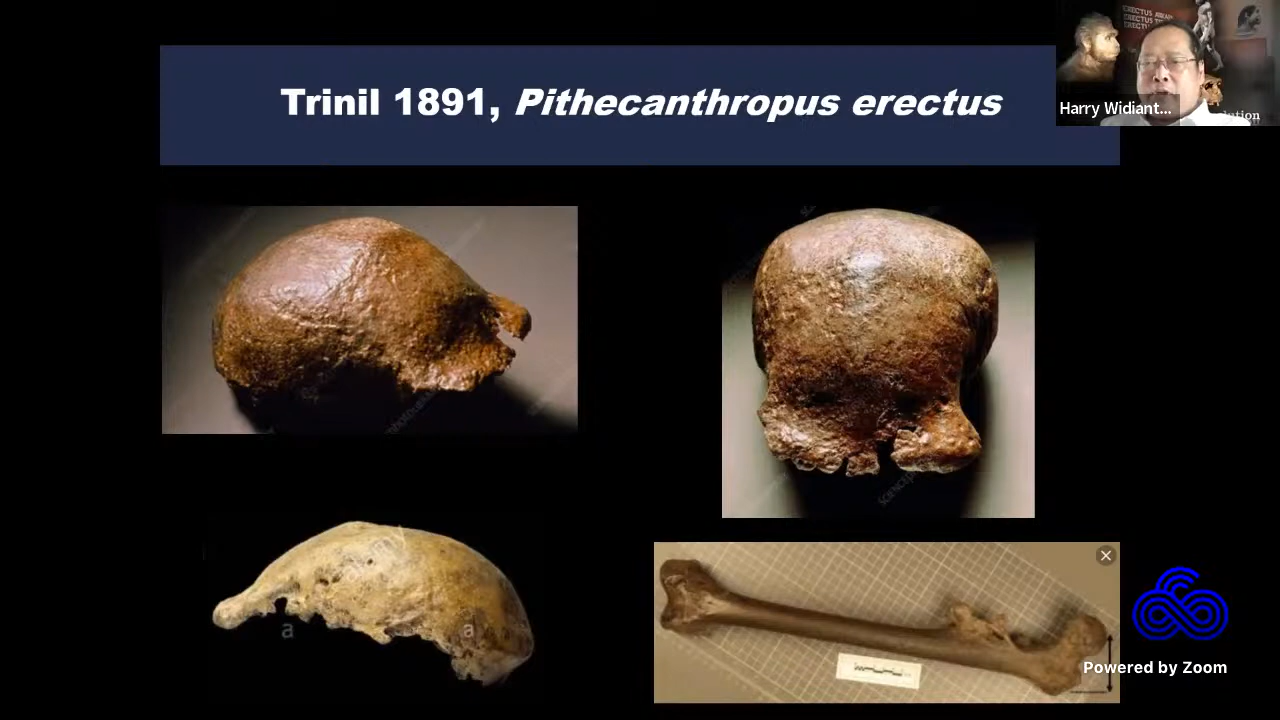 Trinil 1891, Pithecanthropus erectus
Harry Widiant...
a
a
Powered by Zoom